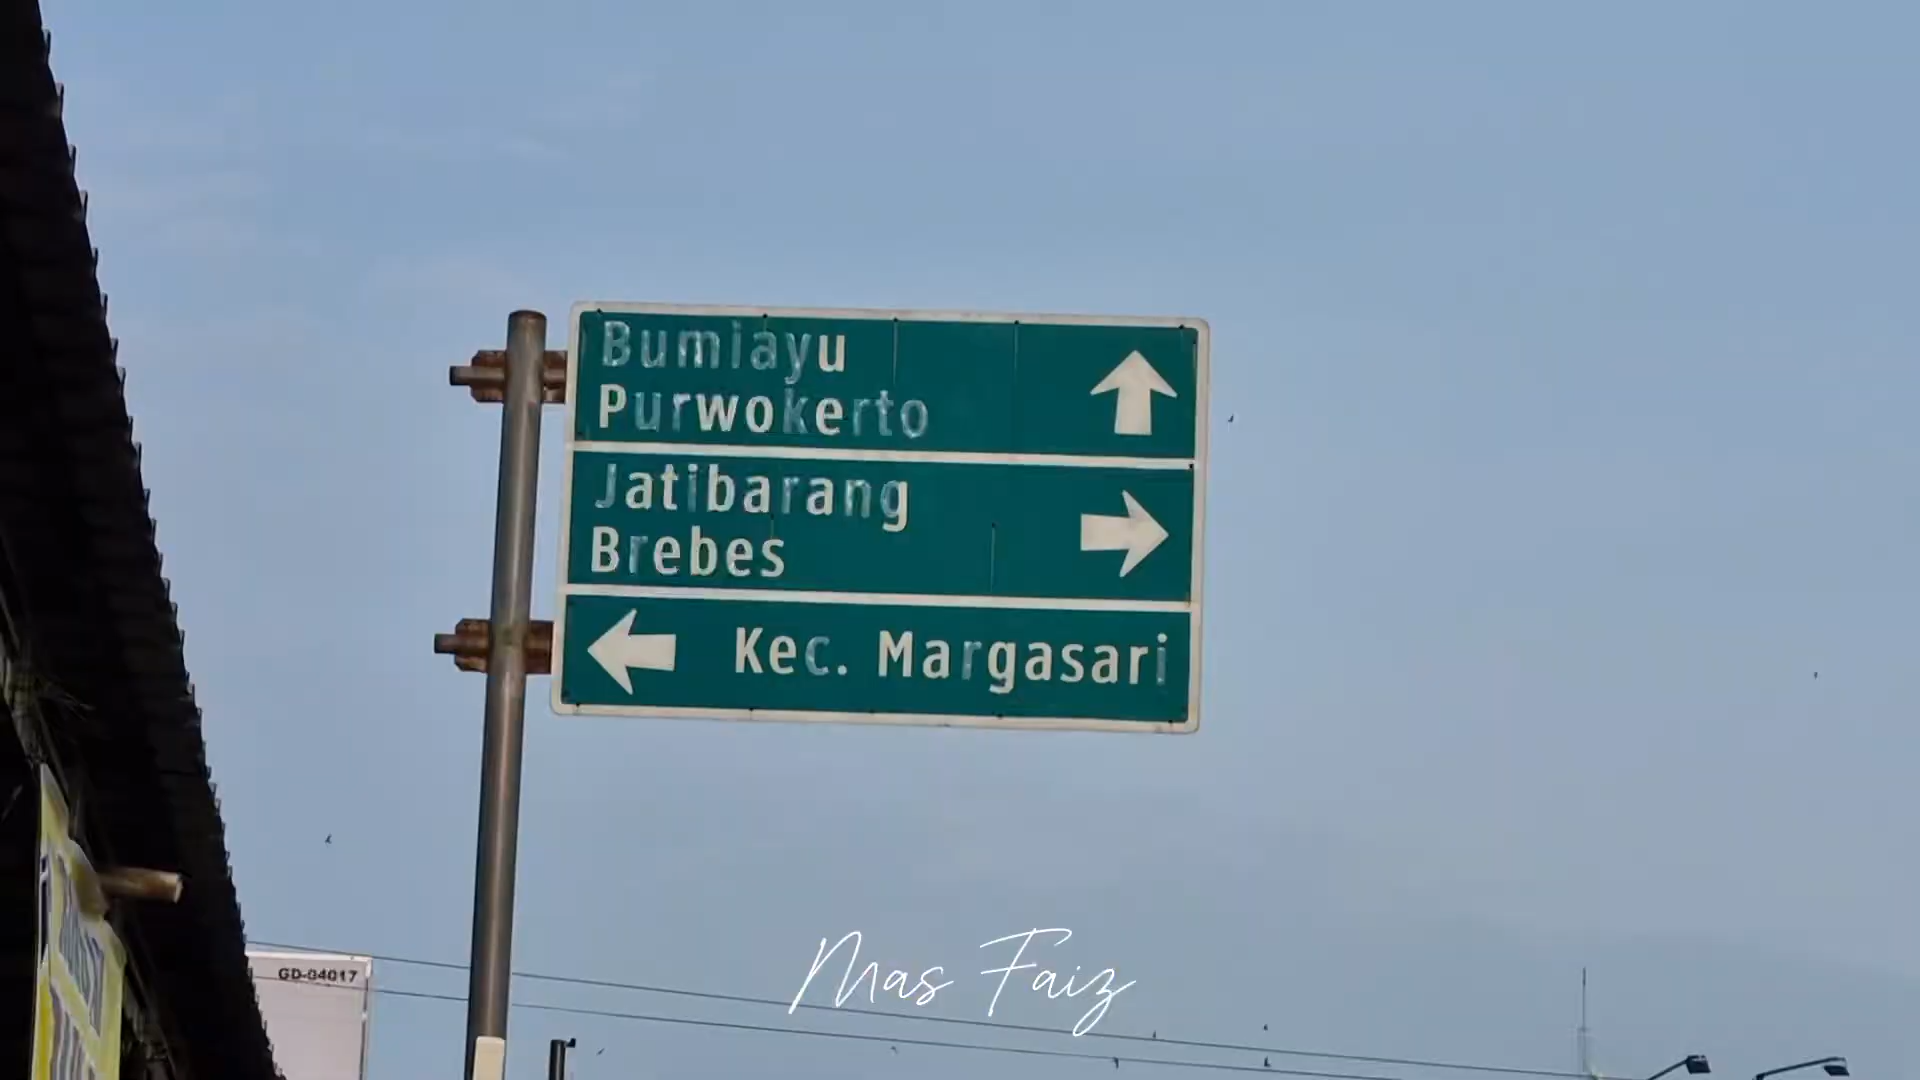 Bumiayu
Purwokerto
Jatibarang
Brebes
Kec. Margasari
GD-04017
Mas Faiz